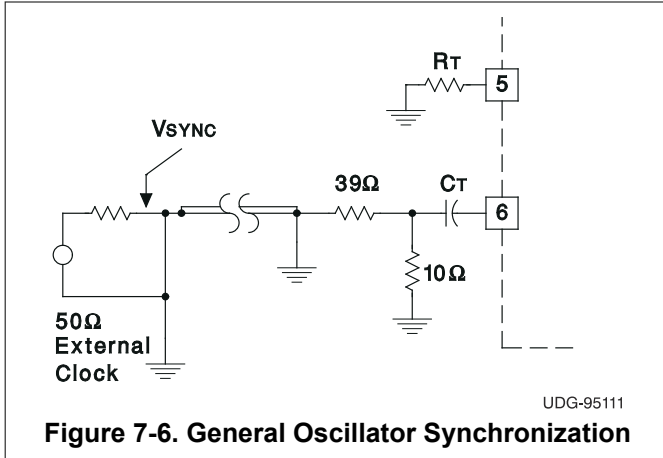 RT
5
VSYNC
39Ω
CT
6
10Ω
50Ω
External
Clock
UDG-95111
Figure 7-6. General Oscillator Synchronization